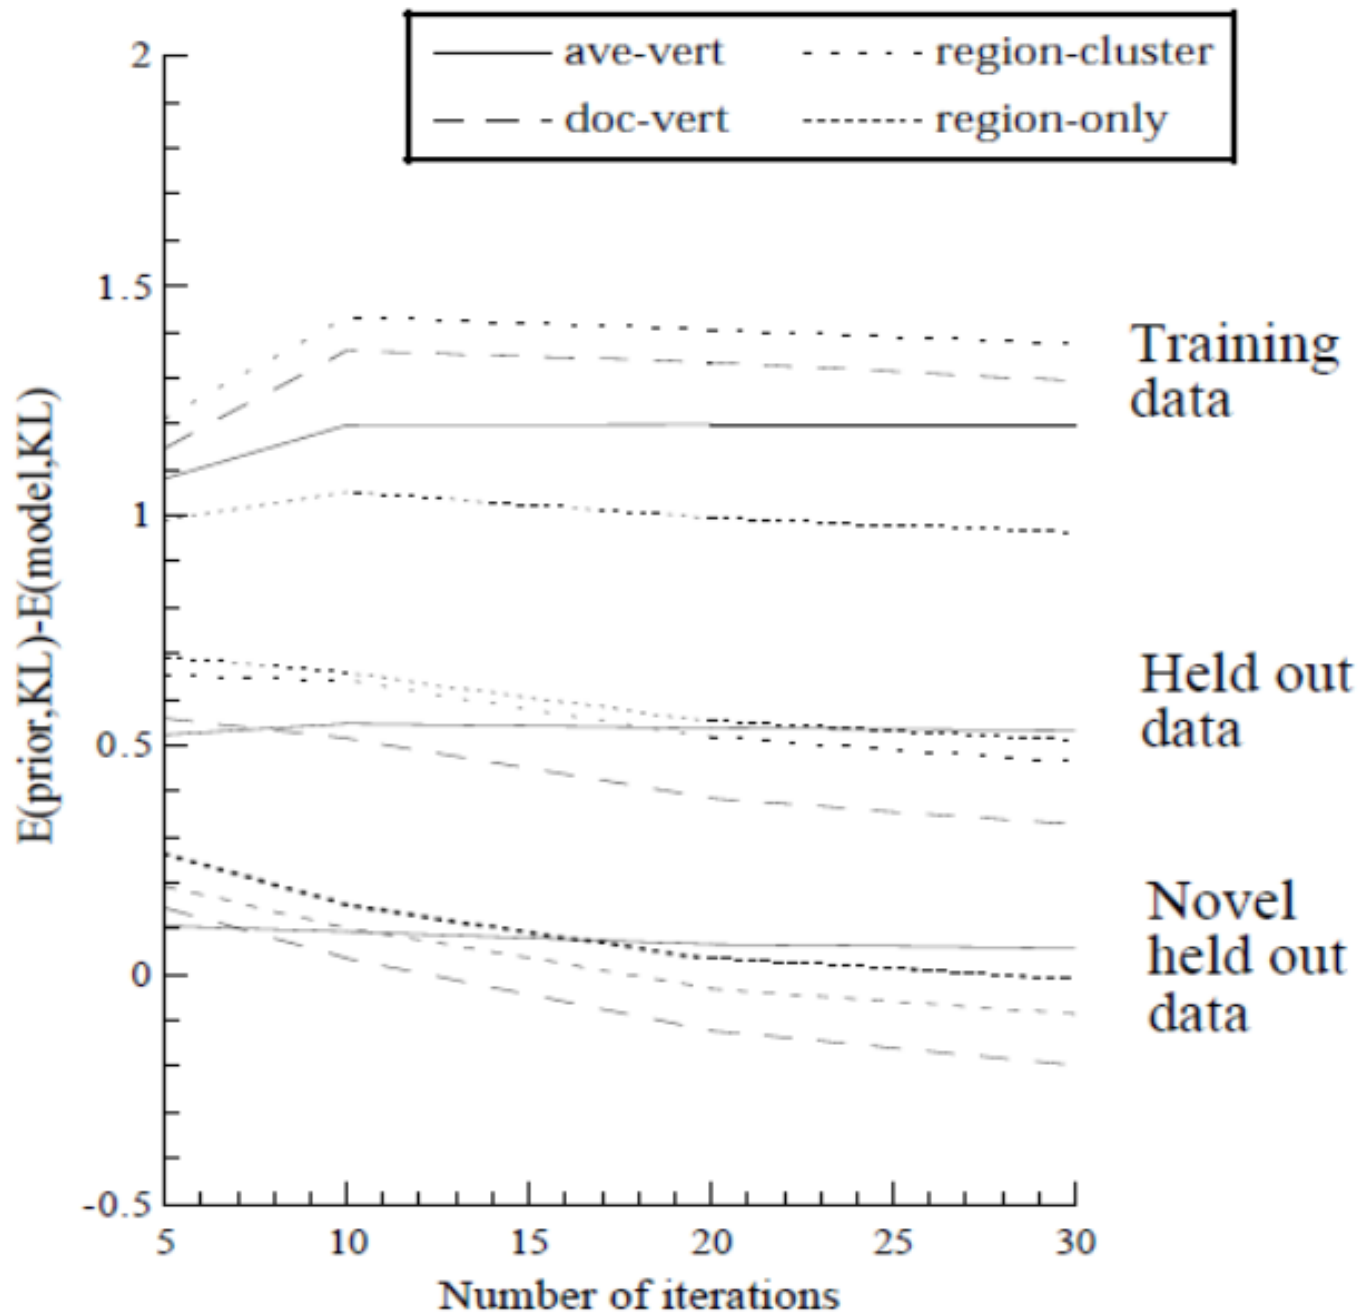 ave-vert
region-cluster
doc-vert
region-only
2
1.5
1
0.5
0
-0.5
E(prior,KL)-E(model,KL)
Training
data
Held out
data
Novel
held out
data
5 10 15 20 25 30
Number of iterations